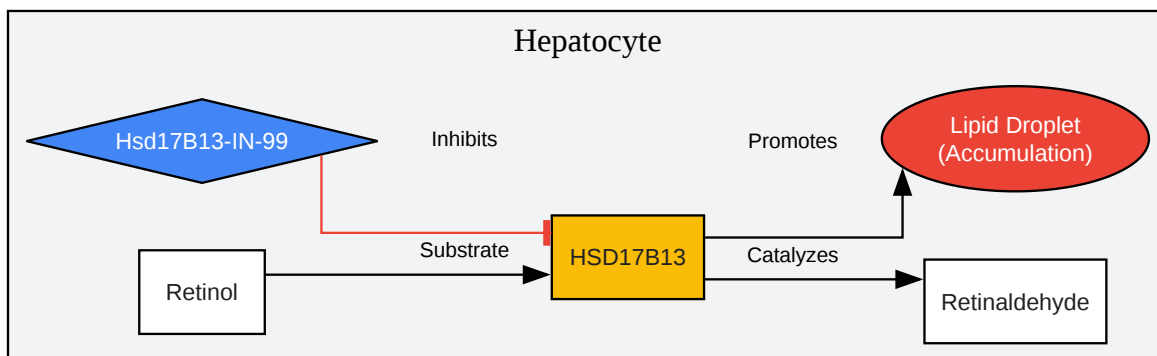 Hepatocyte
Hsd17B13-IN-99
Inhibits
Promotes
Lipid Droplet
(Accumulation)
Substrate
HSD17B13
Catalyzes
Retinol
Retinaldehyde